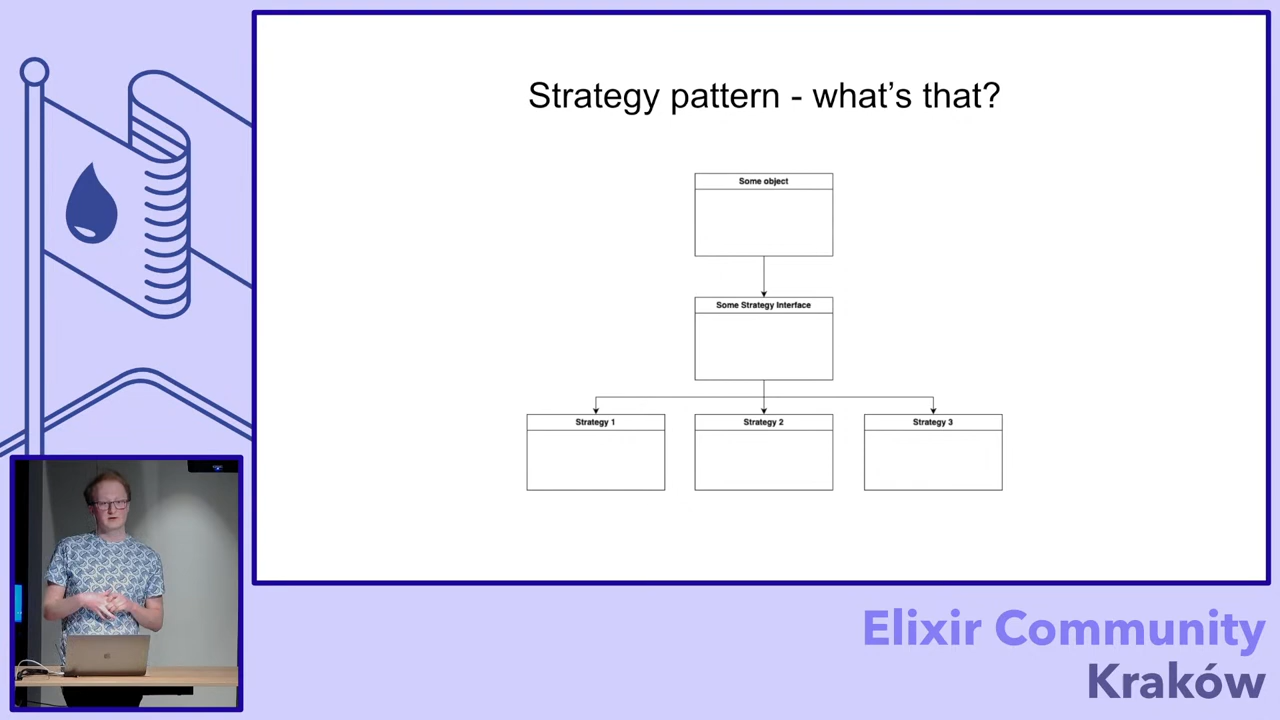 Strategy pattern - what's that?
Some object
Some Strategy Interface
Strategy 1
Strategy 2
Strategy 3
Elixir Community
Kraków